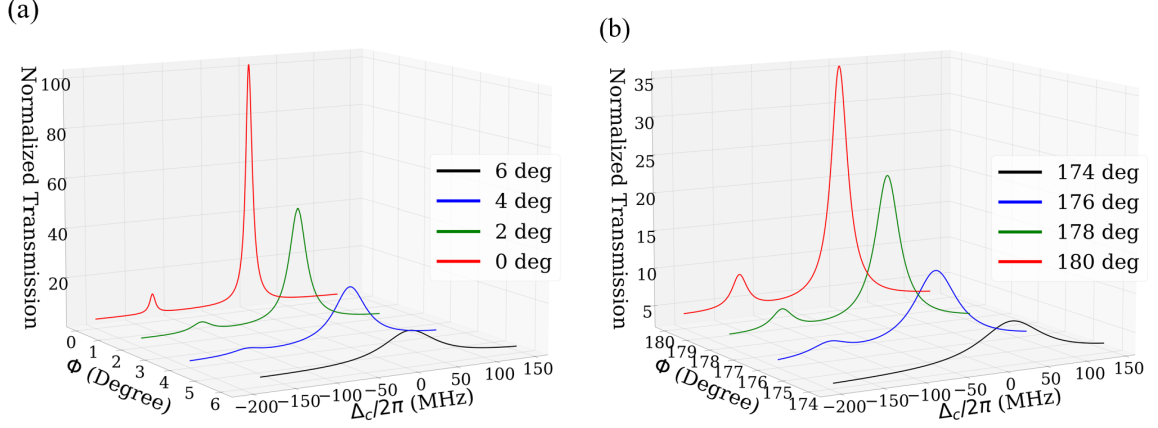 (a)
Normalized Transmission
100
80
60
40
20
6 deg
4 deg
2 deg
0 deg
0
1
2
3
4
5
6
Φ (Degree)
−200
−150
−100
−50
0
50
100
150
Δc/2π (MHz)
(b)
Normalized Transmission
35
30
25
20
15
10
5
174 deg
176 deg
178 deg
180 deg
180
179
178
177
176
175
174
Φ (Degree)
−200
−150
−100
−50
0
50
100
150
Δc/2π (MHz)